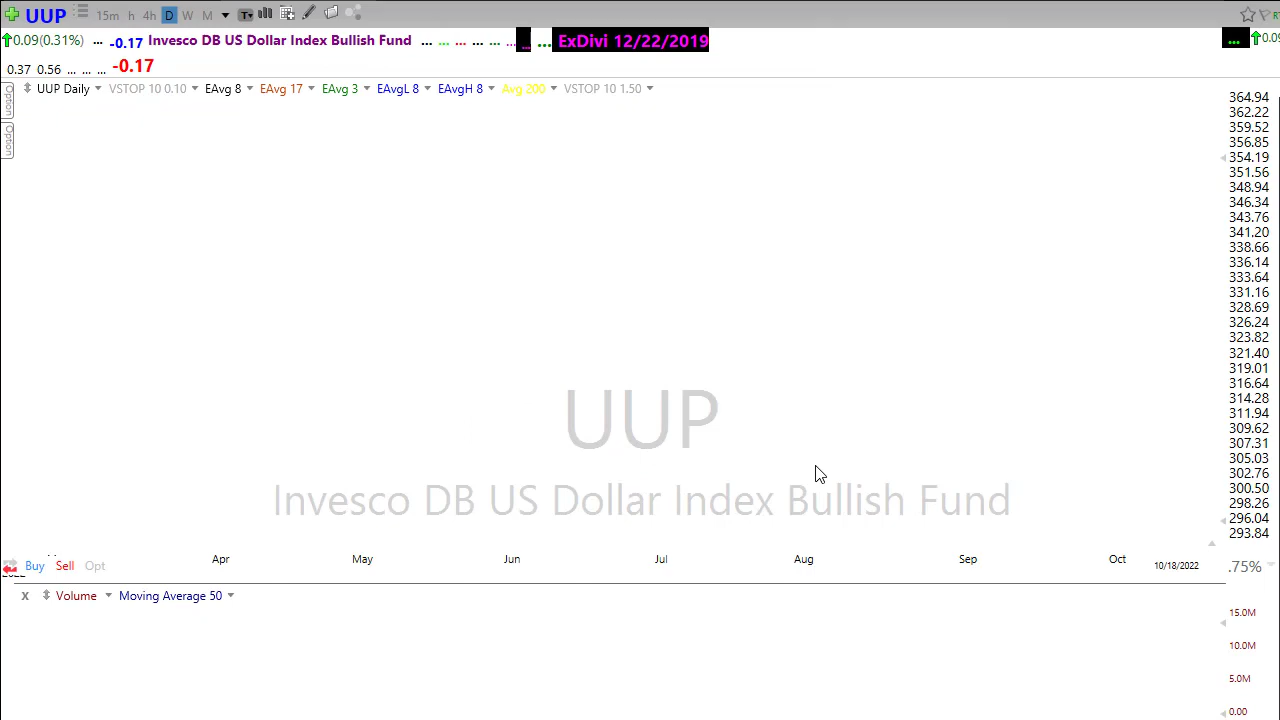 UUP 15m h 4h D W M T
0.09(0.31%) ... -0.17 Invesco DB US Dollar Index Bullish Fund ... ... ... ... ... ... ... ... ExDivi 12/22/2019 ... 0.09
0.37 0.56 ... ... ... -0.17
UUP Daily VSTOP 10 0.10 EAvg 8 EAvg 17 EAvg 3 EAvgL 8 EAvgH 8 Avg 200 VSTOP 10 1.50
Option
Option
364.94
362.22
359.52
356.85
354.19
351.56
348.94
346.34
343.76
341.20
338.66
336.14
333.64
331.16
328.69
326.24
323.82
321.40
319.01
316.64
314.28
311.94
309.62
307.31
305.03
302.76
300.50
298.26
296.04
293.84
UUP
Invesco DB US Dollar Index Bullish Fund
Apr May Jun Jul Aug Sep Oct 10/18/2022
Buy Sell Opt .75%
x Volume Moving Average 50
15.0M
10.0M
5.0M
0.00